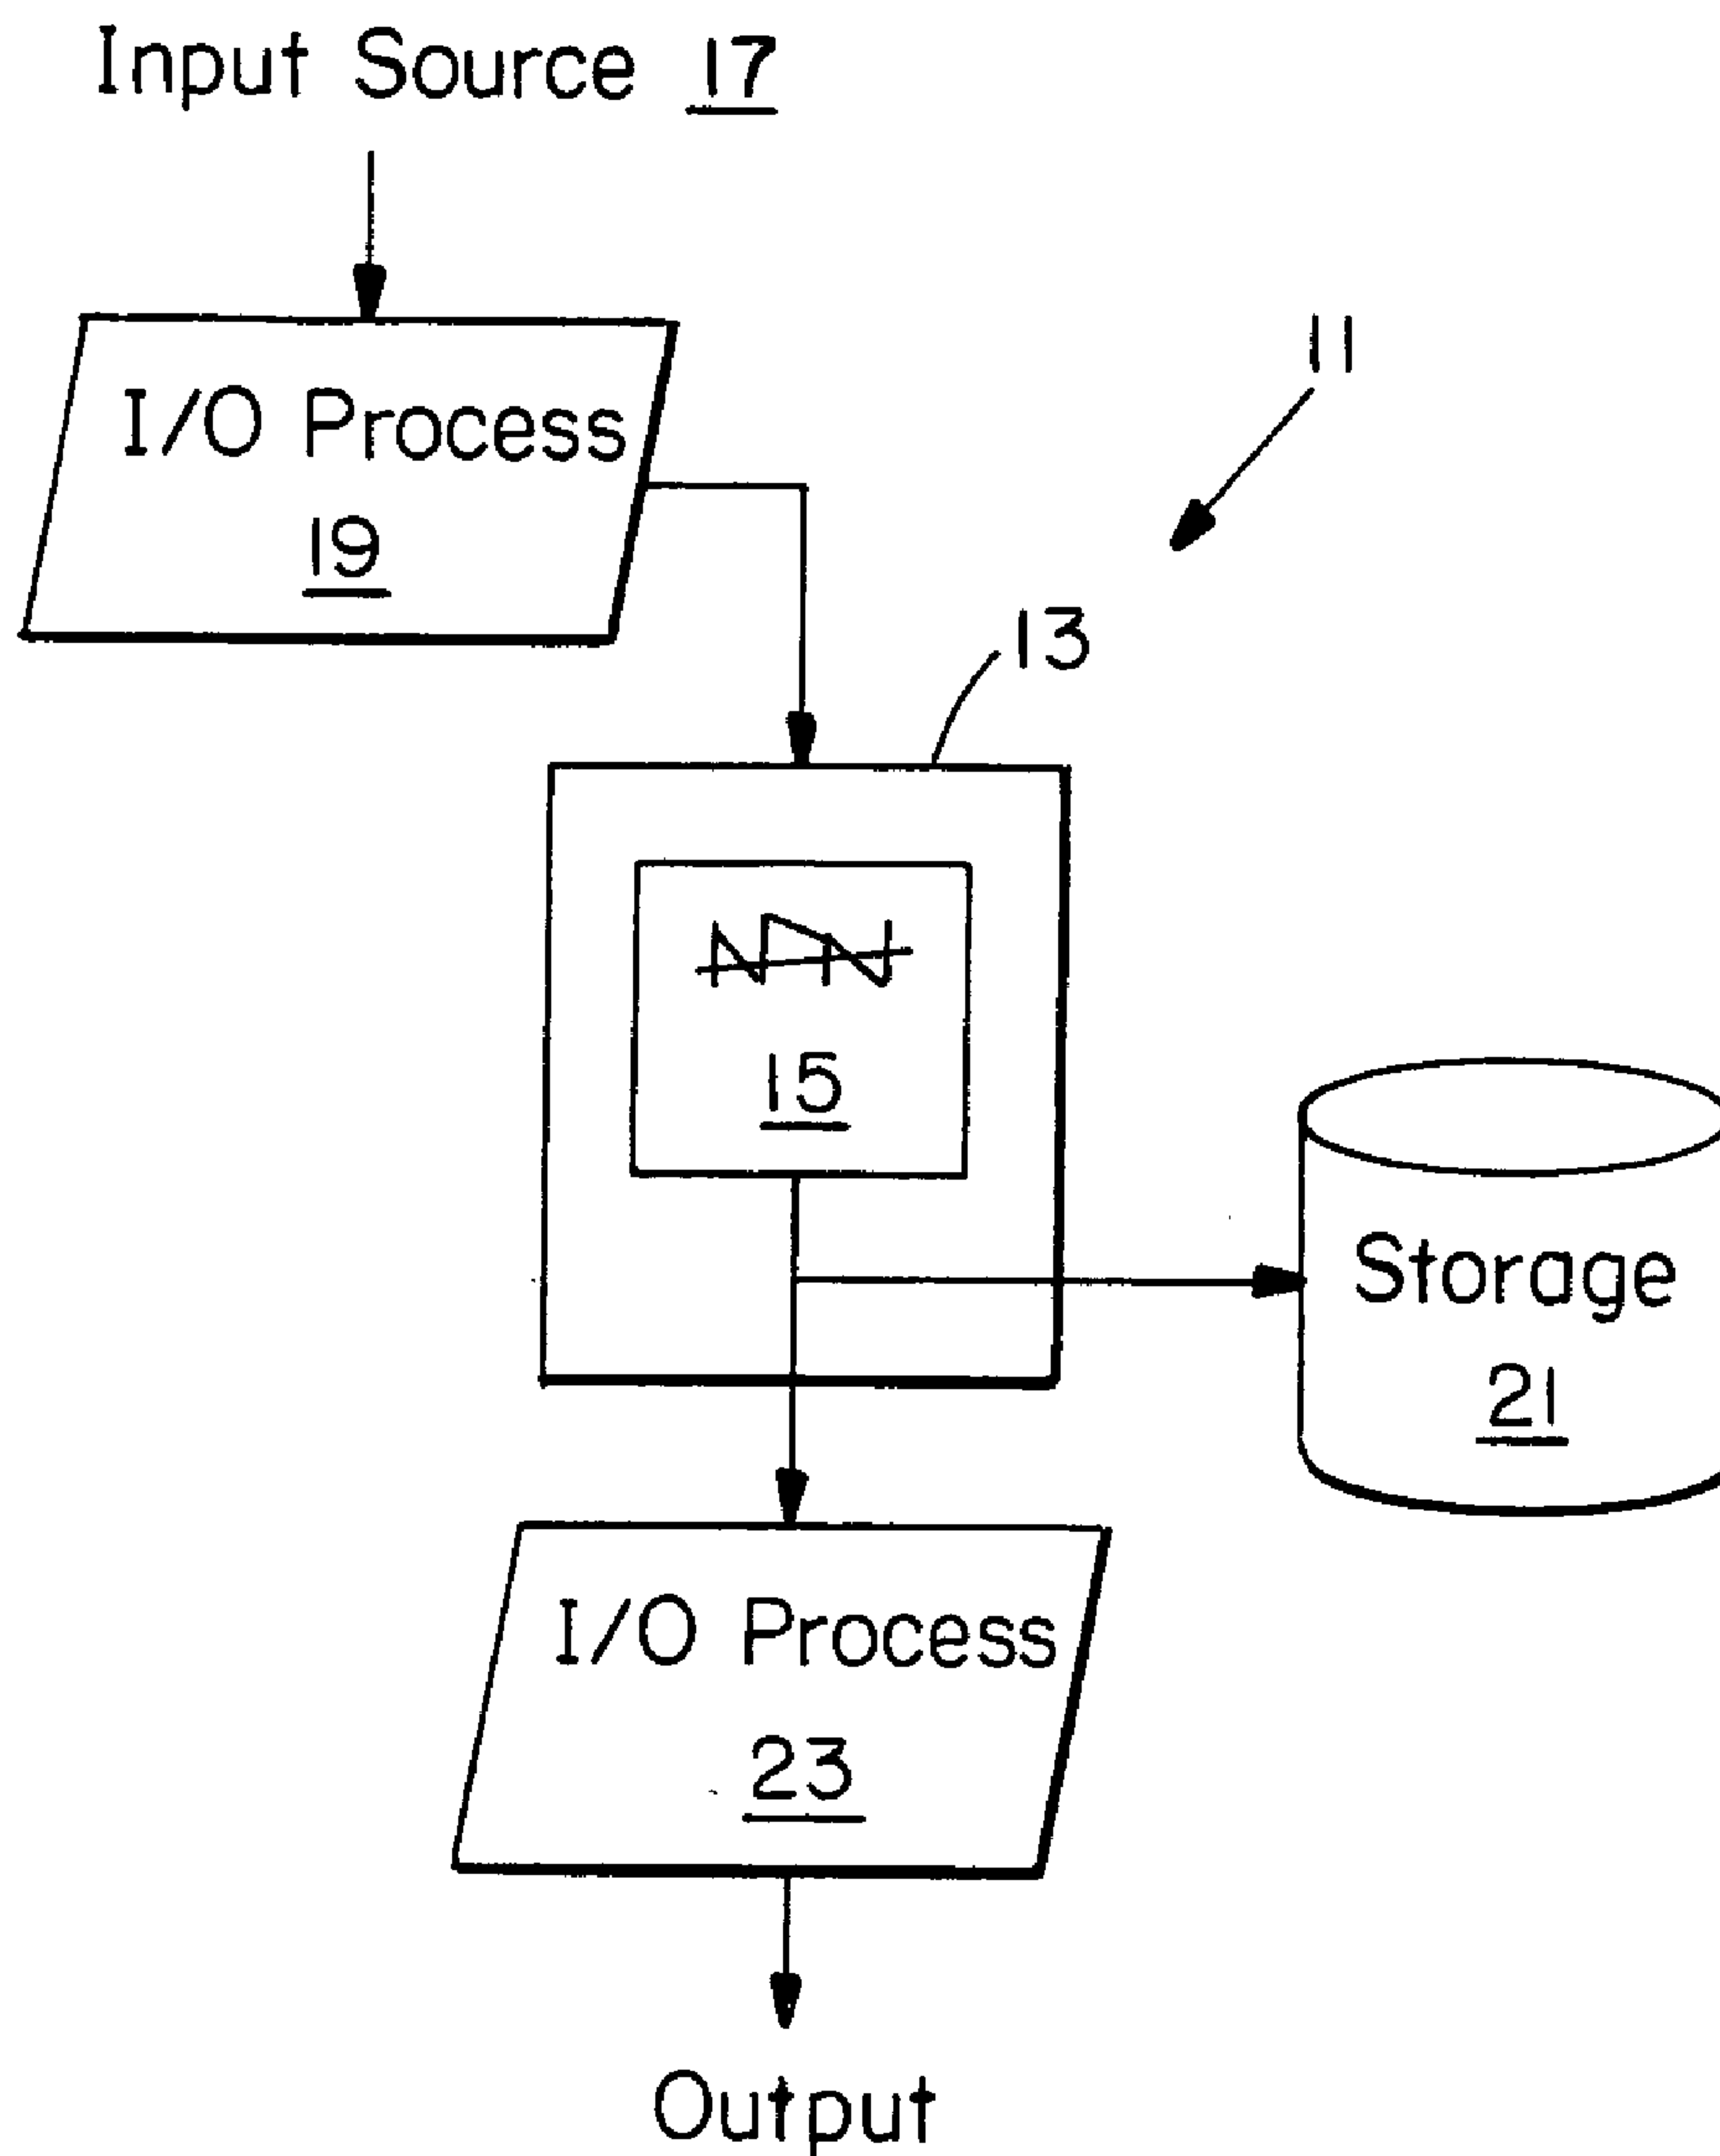 Input Source 17
I/O Process
19
11
13
15
Storage
21
I/O Process
23
Output